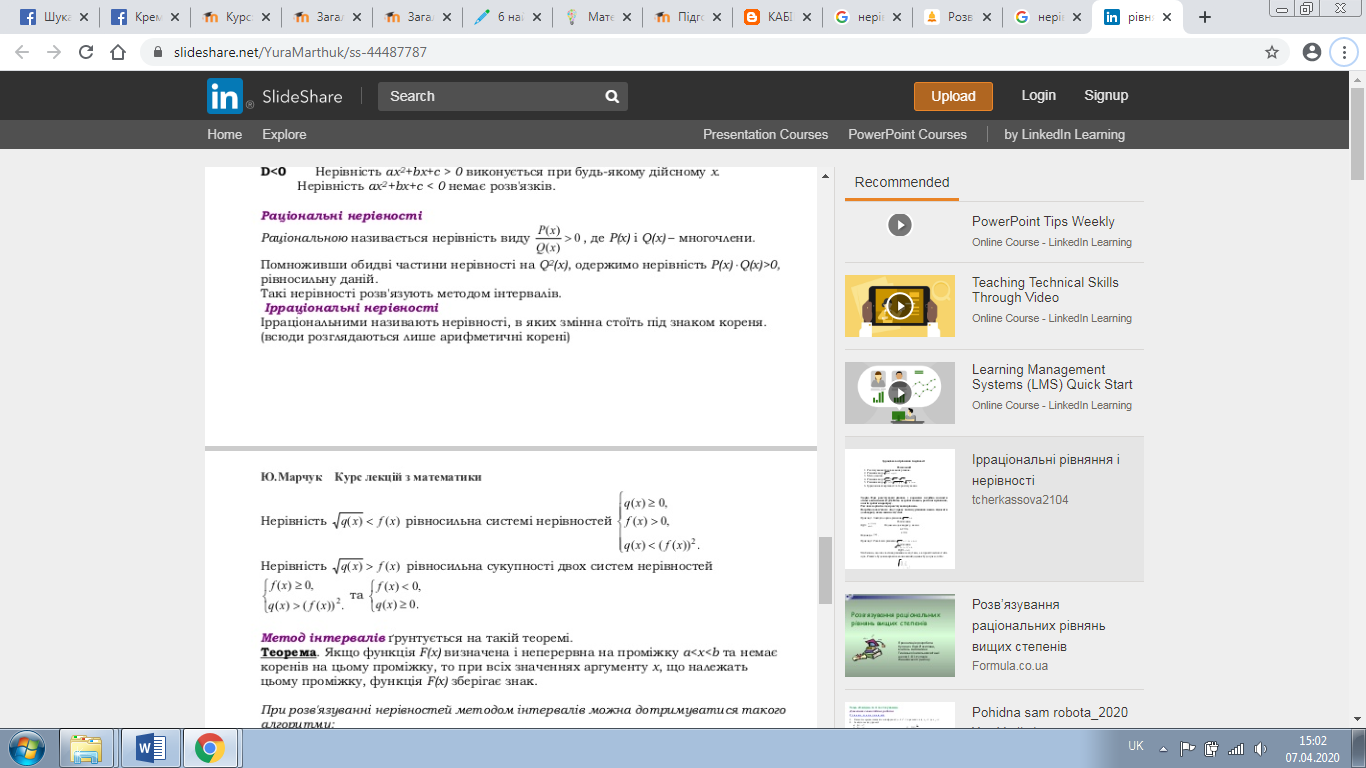 Шука
Крем
Курс
Загал
Загал
6 най
Мате
Підго
КАБІ
нерів
Розв
нерів
рівня
slideshare.net/YuraMarthuk/ss-44487787
in SlideShare
Search
Upload
Login
Signup
Home
Explore
Presentation Courses
PowerPoint Courses
by LinkedIn Learning
D<0 Нерівність ax²+bx+c > 0 виконується при будь-якому дійсному x.
Нерівність ax²+bx+c < 0 немає розв'язків.
Раціональні нерівності
Раціональною називається нерівність виду P(x)/Q(x) > 0 , де P(x) і Q(x) – многочлени.
Помноживши обидві частини нерівності на Q²(x), одержимо нерівність P(x) · Q(x)>0,
рівносильну даній.
Такі нерівності розв'язують методом інтервалів.
Ірраціональні нерівності
Ірраціональними називають нерівності, в яких змінна стоїть під знаком кореня.
(всюди розглядаються лише арифметичні корені)
Ю.Марчук Курс лекцій з математики
Нерівність √q(x) < f(x) рівносильна системі нерівностей
q(x) ≥ 0,
f(x) > 0,
q(x) < (f(x))².
Нерівність √q(x) > f(x) рівносильна сукупності двох систем нерівностей
{f(x) ≥ 0, q(x) > (f(x))². та {f(x) < 0, q(x) ≥ 0.
Метод інтервалів ґрунтується на такій теоремі.
Теорема. Якщо функція F(x) визначена і неперервна на проміжку a<x<b та немає
коренів на цьому проміжку, то при всіх значеннях аргументу x, що належать
цьому проміжку, функція F(x) зберігає знак.
При розв'язуванні нерівностей методом інтервалів можна дотримуватися такого
алгоритму:
Recommended
PowerPoint Tips Weekly
Online Course - LinkedIn Learning
Teaching Technical Skills
Through Video
Online Course - LinkedIn Learning
Learning Management
Systems (LMS) Quick Start
Online Course - LinkedIn Learning
Ірраціональні рівняння і
нерівності
tcherkassova2104
Розв'язування раціональних
рівнянь вищих степенів
Розв'язування
раціональних рівнянь
вищих степенів
Formula.co.ua
Pohidna sam robota_2020
UK
15:02
07.04.2020